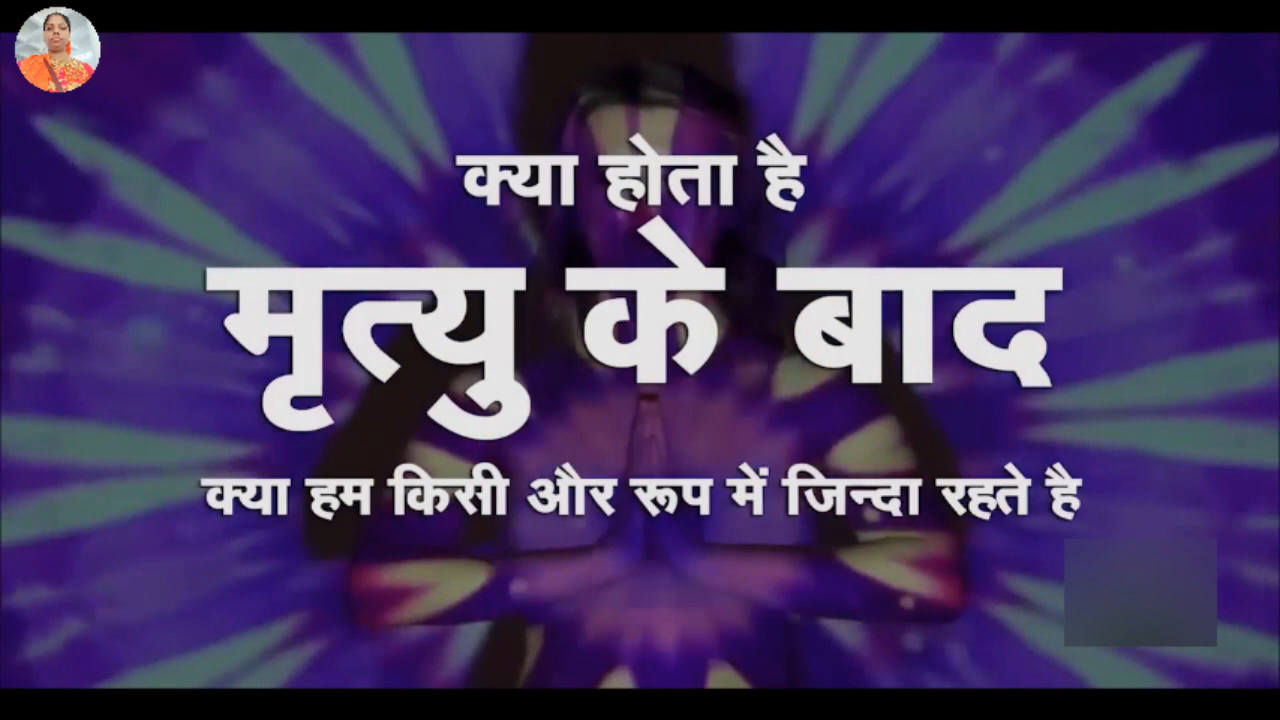 क्या होता है
मृत्यु के बाद
क्या हम किसी और रूप में जिन्दा रहते है